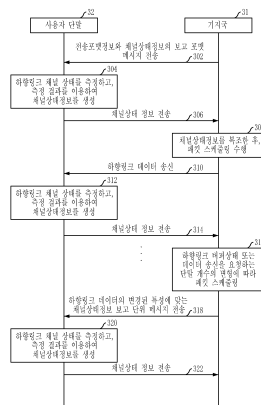 32
31
사용자 단말
기지국
전송포맷정보와 채널상태정보의 보고 포맷
메시지 전송
302
304
하향링크 채널 상태를 측정하고,
측정 결과를 이용하여
채널상태정보를 생성
채널상태 정보 전송
306
30
채널상태정보를 복조한 후,
패킷 스케줄링 수행
하향링크 데이터 송신
310
312
하향링크 채널 상태를 측정하고,
측정 결과를 이용하여
채널상태정보를 생성
채널상태 정보 전송
314
31
하향링크 버퍼상태 또는
데이터 송신을 요청하는
단말 개수의 변형에 따라
패킷 스케줄링
하향링크 데이터의 변경된 특성에 맞는
채널상태정보 보고 단위 메시지 전송
318
320
하향링크 채널 상태를 측정하고,
측정 결과를 이용하여
채널상태정보를 생성
채널상태 정보 전송
322